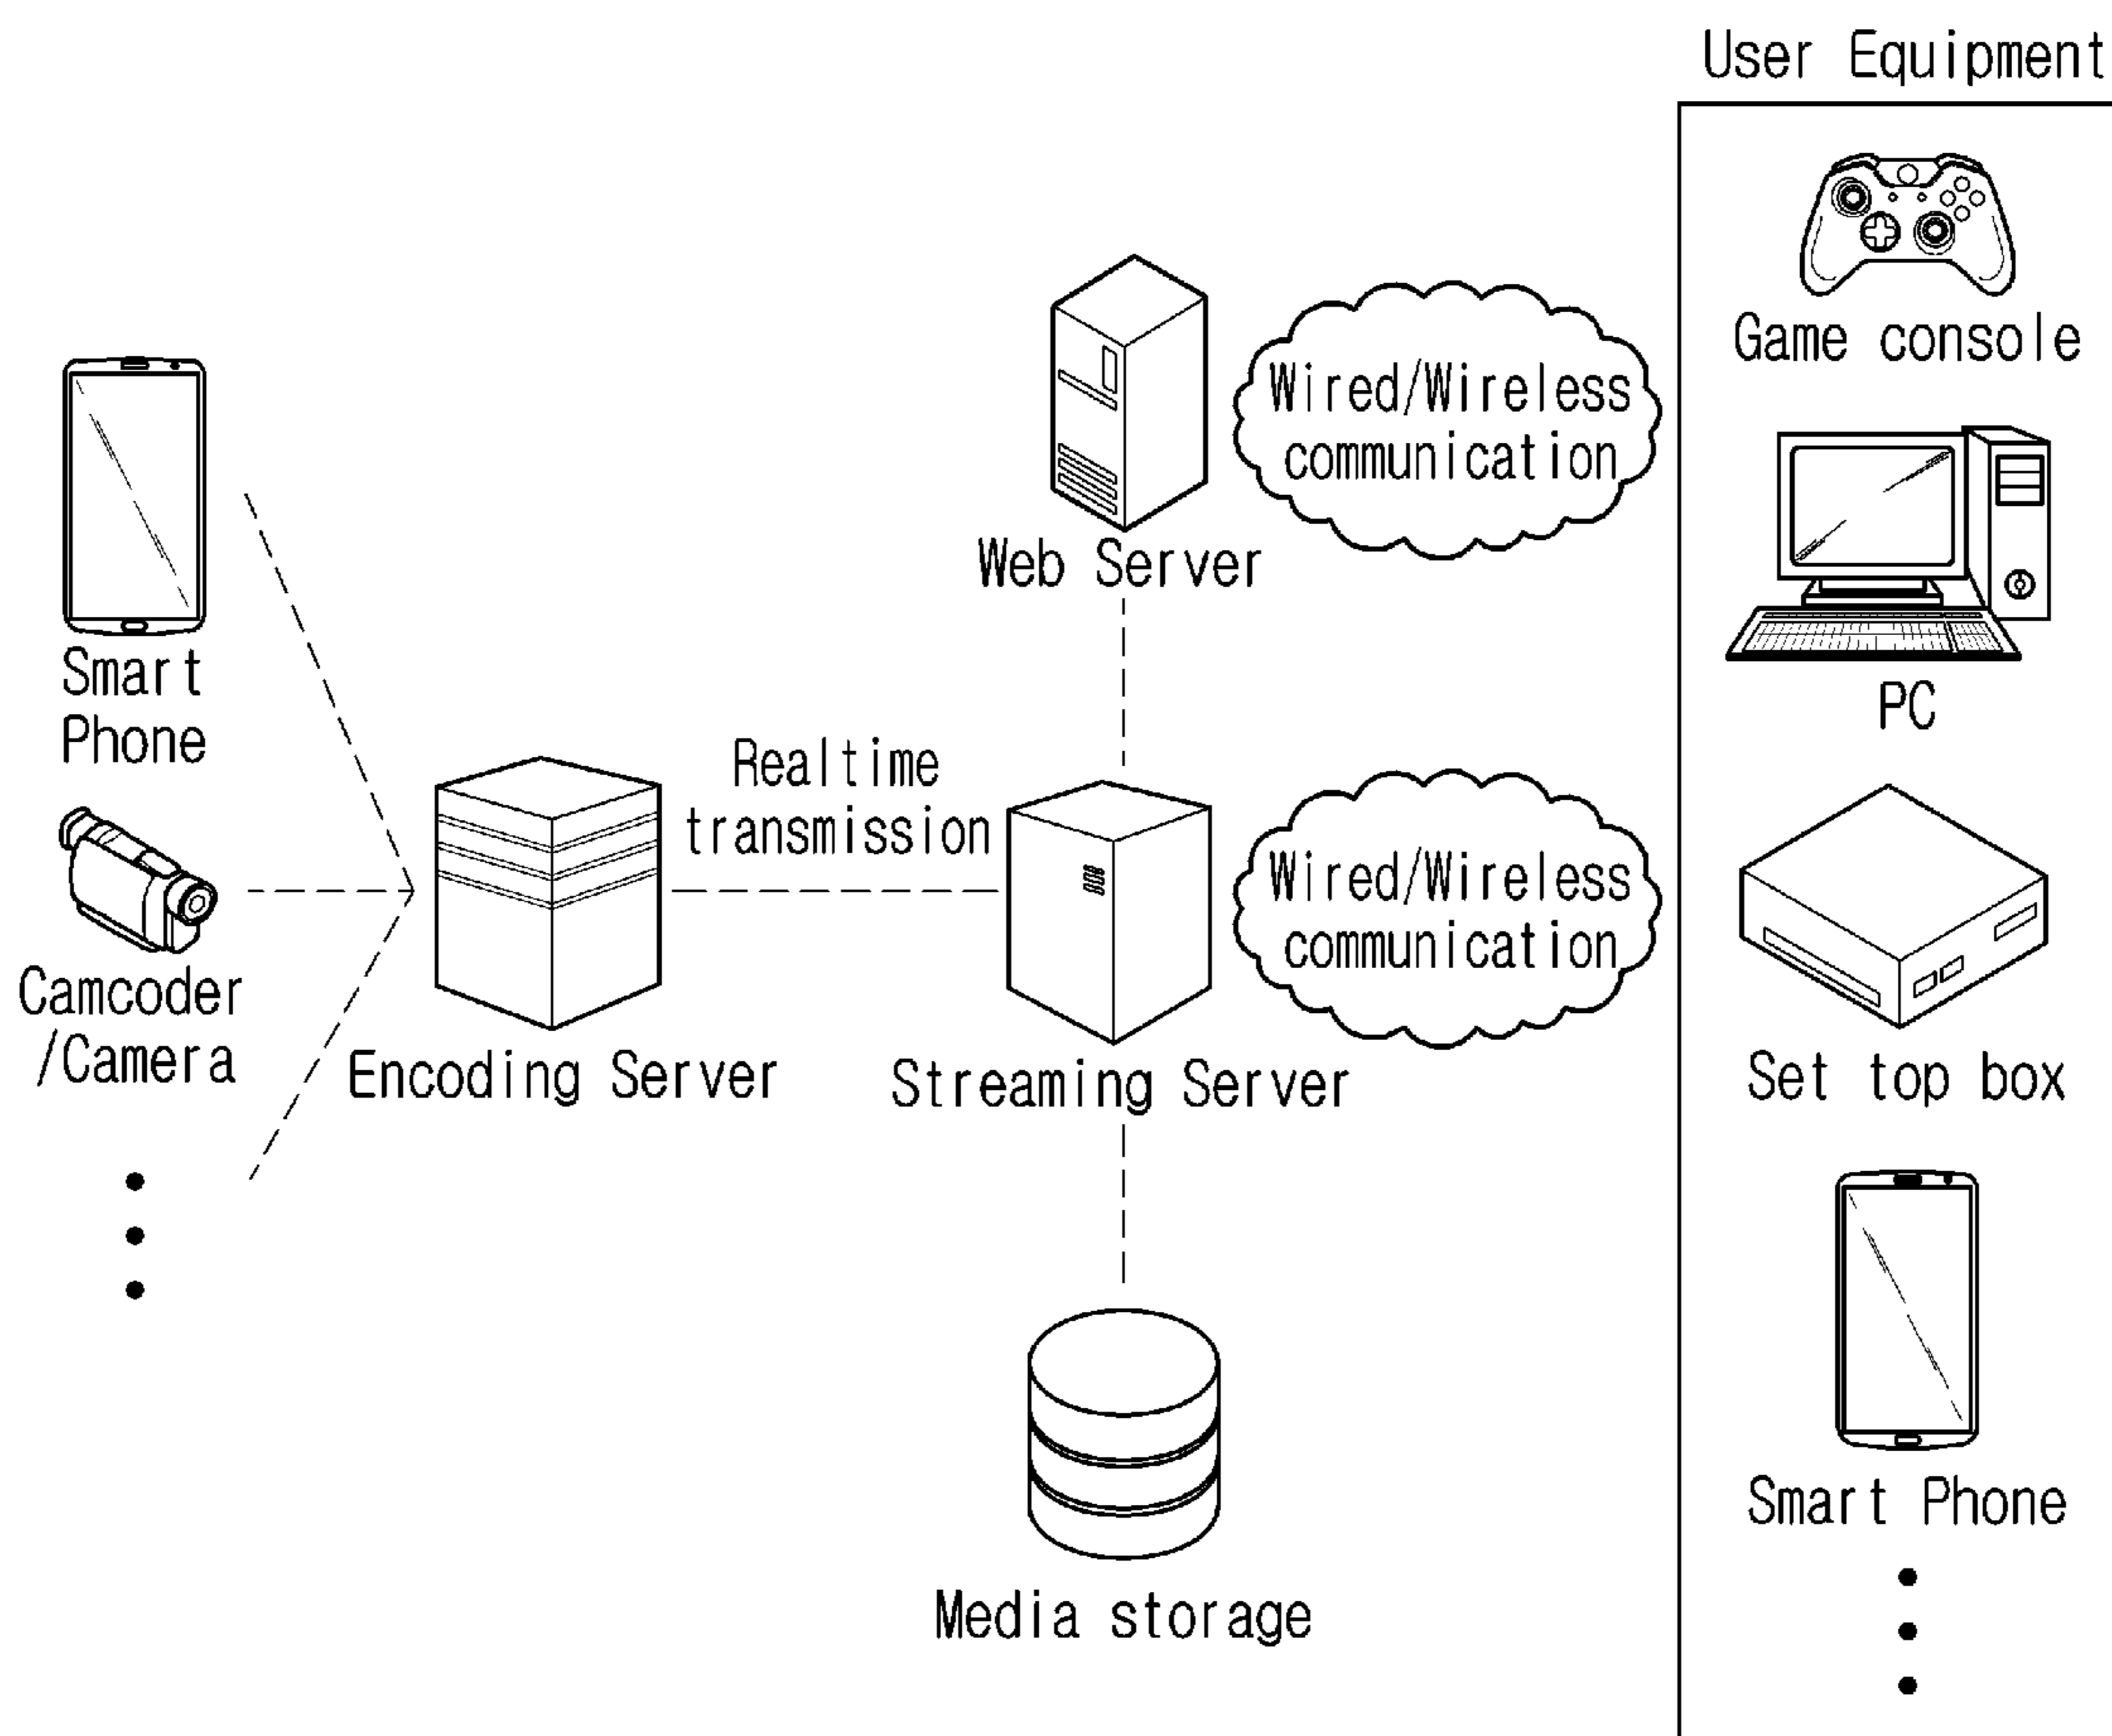 User Equipment
Game console
Wired/Wireless
communication
Web Server
Smart
Phone
PC
Realtime
transmission
Wired/Wireless
communication
Camcoder
/Camera
Encoding Server
Streaming Server
Set top box
Smart Phone
Media storage